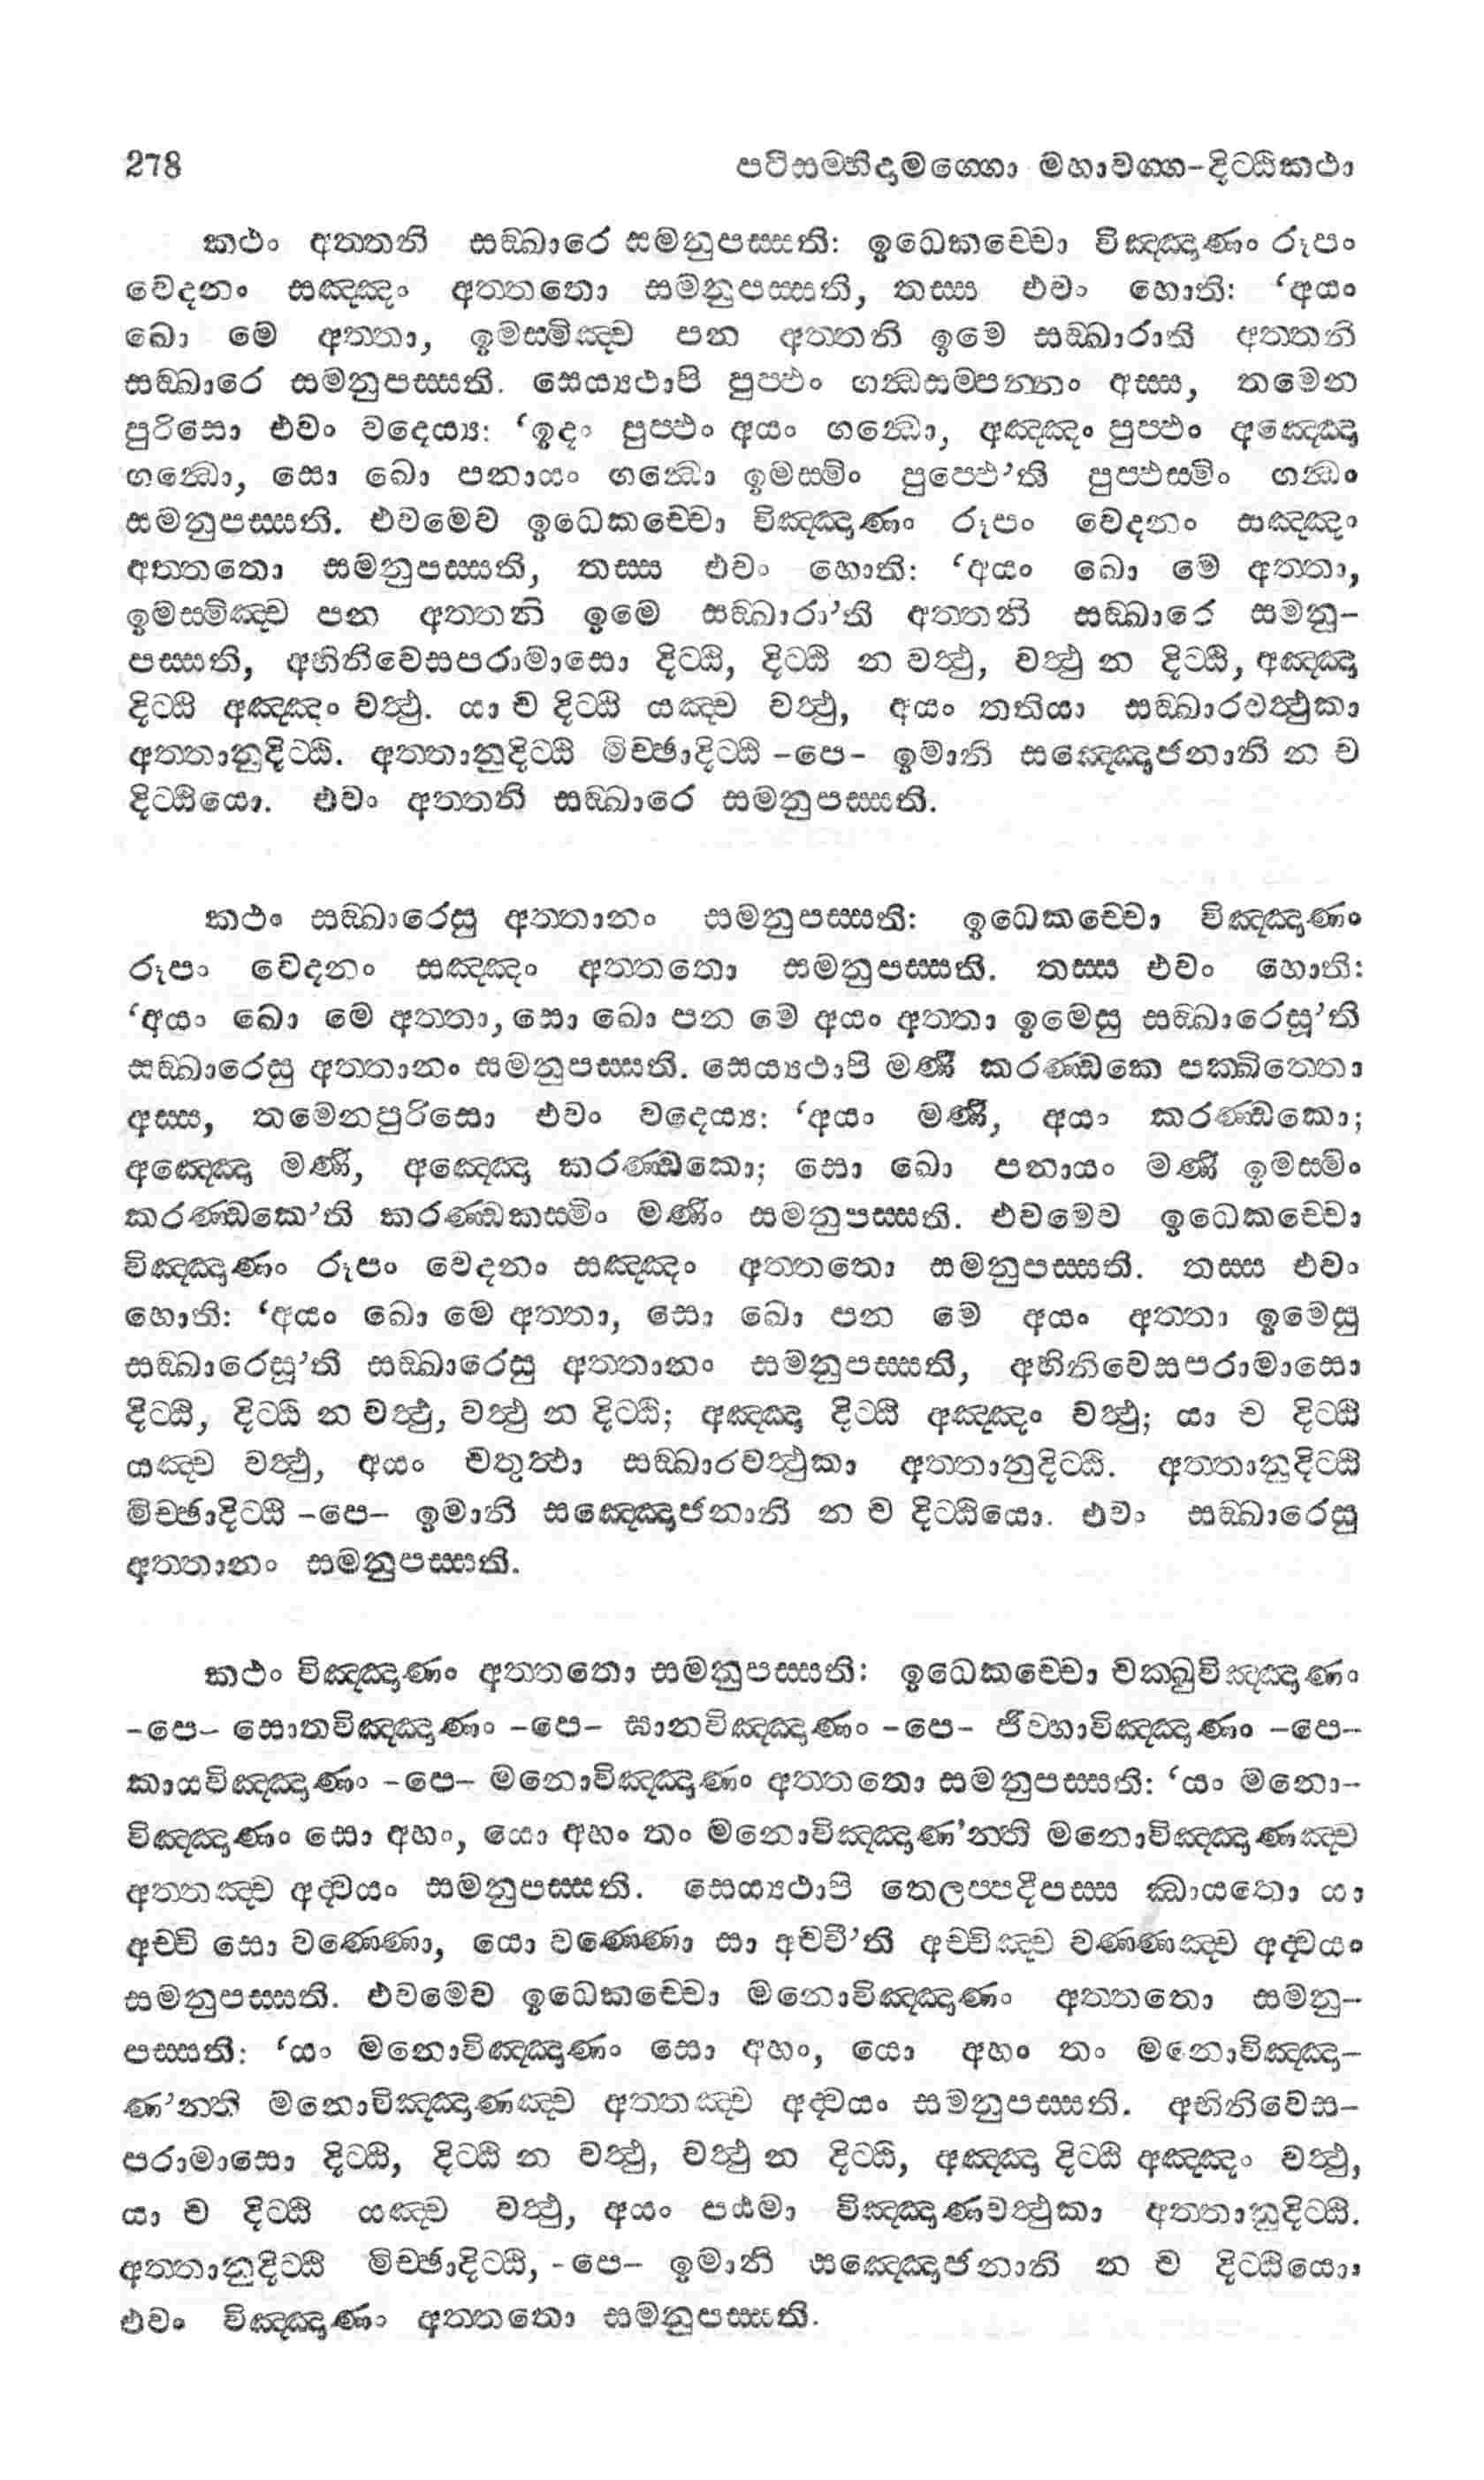 278 පටිසම්භිදාමග්ගො මහාවග්ග-දිට්ඨිකථා
කථං අත්තනි සඞ්ඛාරෙ සමනුපස්සති: ඉධෙකච්චො විඤ්ඤාණං රූපං
වෙදනං සඤ්ඤං අත්තතො සමනුපස්සති, තස්ස එවං හොති: ‘අයං
ඛො මෙ අත්තා, ඉමස්මිඤ්ච පන අත්තනි ඉමෙ සඞ්ඛාරාති අත්තනි
සඞ්ඛාරෙ සමනුපස්සති. සෙය්‍යථාපි පුප්ඵං ගන්ධසම්පන්නං අස්ස, තමෙන
පුරිසො එවං වදෙය්‍ය: ‘ඉදං පුප්ඵං අයං ගන්ධො, අඤ්ඤං පුප්ඵං අඤ්ඤො
ගන්ධො, සො ඛො පනායං ගන්ධො ඉමස්මිං පුප්ඵෙ’ති පුප්ඵස්මිං ගන්ධං
සමනුපස්සති. එවමෙව ඉධෙකච්චො විඤ්ඤාණං රූපං වෙදනං සඤ්ඤං
අත්තතො සමනුපස්සති, තස්ස එවං හොති: ‘අයං ඛො මෙ අත්තා,
ඉමස්මිඤ්ච පන අත්තනි ඉමෙ සඞ්ඛාරා’ති අත්තනි සඞ්ඛාරෙ සමනු-
පස්සති, අභිනිවෙසපරාමාසො දිට්ඨි, දිට්ඨි න වත්ථු, වත්ථු න දිට්ඨි, අඤ්ඤා
දිට්ඨි අඤ්ඤං වත්ථු. යා ච දිට්ඨි යඤ්ච වත්ථු, අයං තතියා සඞ්ඛාරවත්ථුකා
අත්තානුදිට්ඨි. අත්තානුදිට්ඨි මිච්ඡාදිට්ඨි -පෙ- ඉමානි සඤ්ඤොජනානි න ච
දිට්ඨියො. එවං අත්තනි සඞ්ඛාරෙ සමනුපස්සති.
කථං සඞ්ඛාරෙසු අත්තානං සමනුපස්සති: ඉධෙකච්චො විඤ්ඤාණං
රූපං වෙදනං සඤ්ඤං අත්තතො සමනුපස්සති. තස්ස එවං හොති:
‘අයං ඛො මෙ අත්තා, සො ඛො පන මෙ අයං අත්තා ඉමෙසු සඞ්ඛාරෙසූ’ති
සඞ්ඛාරෙසු අත්තානං සමනුපස්සති. සෙය්‍යථාපි මණි කරණ්ඩකෙ පක්ඛිත්තො
අස්ස, තමෙනපුරිසො එවං වදෙය්‍ය: ‘අයං මණි, අයං කරණ්ඩකො;
අඤ්ඤො මණි, අඤ්ඤො කරණ්ඩකො; සො ඛො පනායං මණි ඉමස්මිං
කරණ්ඩකෙ’ති කරණ්ඩකස්මිං මණිං සමනුපස්සති. එවමෙව ඉධෙකච්චො
විඤ්ඤාණං රූපං වෙදනං සඤ්ඤං අත්තතො සමනුපස්සති. තස්ස එවං
හොති: ‘අයං ඛො මෙ අත්තා, සො ඛො පන මෙ අයං අත්තා ඉමෙසු
සඞ්ඛාරෙසූ’ති සඞ්ඛාරෙසු අත්තානං සමනුපස්සති, අභිනිවෙසපරාමාසො
දිට්ඨි, දිට්ඨි න වත්ථු, වත්ථු න දිට්ඨි; අඤ්ඤා දිට්ඨි අඤ්ඤං වත්ථු; යා ච දිට්ඨි
යඤ්ච වත්ථු, අයං චතුත්ථා සඞ්ඛාරවත්ථුකා අත්තානුදිට්ඨි. අත්තානුදිට්ඨි
මිච්ඡාදිට්ඨි -පෙ- ඉමානි සඤ්ඤොජනානි න ච දිට්ඨියො. එවං සඞ්ඛාරෙසු
අත්තානං සමනුපස්සති.
කථං විඤ්ඤාණං අත්තතො සමනුපස්සති: ඉධෙකච්චො චක්ඛුවිඤ්ඤාණං
-පෙ- සොතවිඤ්ඤාණං -පෙ- ඝානවිඤ්ඤාණං -පෙ- ජිව්හාවිඤ්ඤාණං -පෙ-
කායවිඤ්ඤාණං -පෙ- මනොවිඤ්ඤාණං අත්තතො සමනුපස්සති: ‘යං මනො-
විඤ්ඤාණං සො අහං, යො අහං තං මනොවිඤ්ඤාණ’න්ති මනොවිඤ්ඤාණඤ්ච
අත්තඤ්ච අද්වයං සමනුපස්සති. සෙය්‍යථාපි තෙලප්පදීපස්ස ඣායතො යා
අච්චි සො වණ්ණො, යො වණ්ණො සා අච්චී’ති අච්චිඤ්ච වණ්ණඤ්ච අද්වයං
සමනුපස්සති. එවමෙව ඉධෙකච්චො මනොවිඤ්ඤාණං අත්තතො සමනු-
පස්සති: ‘යං මනොවිඤ්ඤාණං සො අහං, යො අහං තං මනොවිඤ්ඤා-
ණ’න්ති මනොවිඤ්ඤාණඤ්ච අත්තඤ්ච අද්වයං සමනුපස්සති. අභිනිවෙස-
පරාමාසො දිට්ඨි, දිට්ඨි න වත්ථු, වත්ථු න දිට්ඨි, අඤ්ඤා දිට්ඨි අඤ්ඤං වත්ථු,
යා ච දිට්ඨි යඤ්ච වත්ථු, අයං පඨමා විඤ්ඤාණවත්ථුකා අත්තානුදිට්ඨි.
අත්තානුදිට්ඨි මිච්ඡාදිට්ඨි, -පෙ- ඉමානි සඤ්ඤොජනානි න ච දිට්ඨියො.
එවං විඤ්ඤාණං අත්තතො සමනුපස්සති.